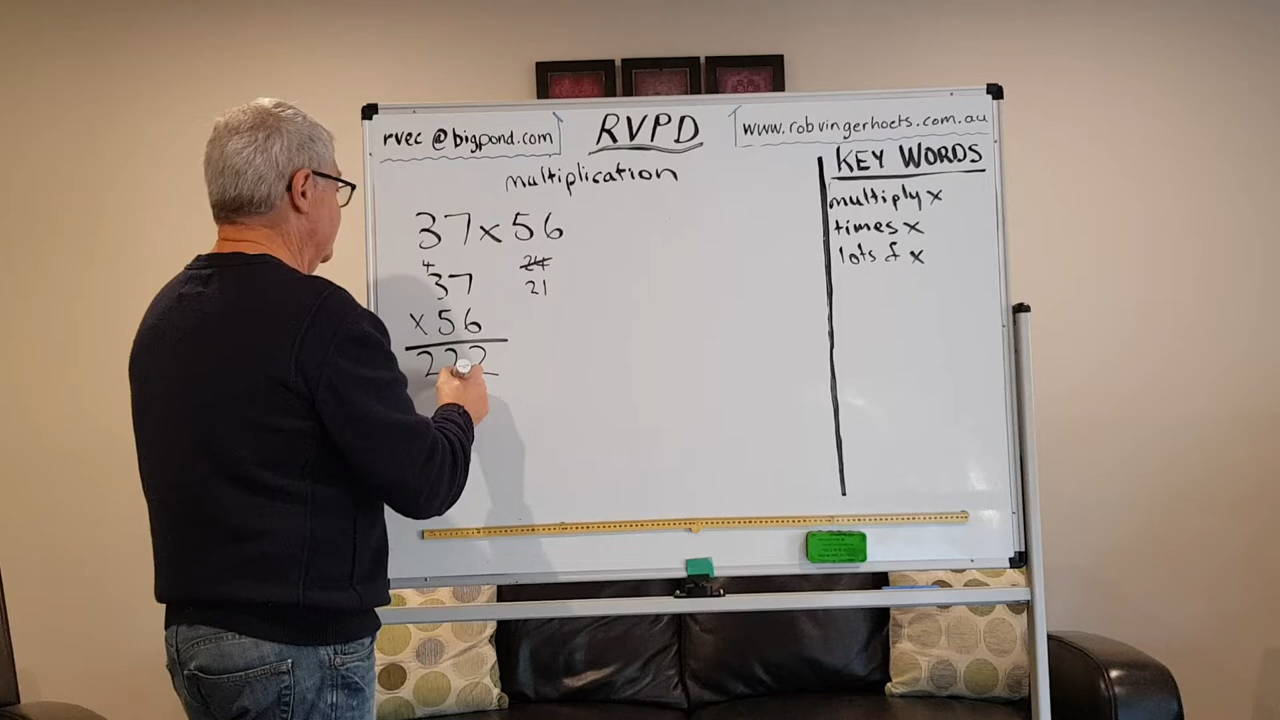 rvec @bigpond.com
RVPD
www.robvingerhoets.com.au
multiplication
37 x 56
4
37
x 56
222
24
21
KEY WORDS
multiply x
times x
lots of x